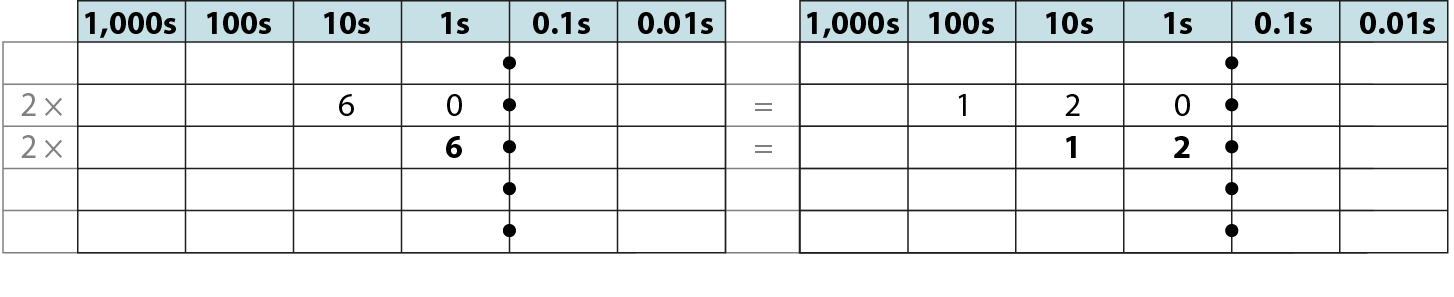 1,000s 100s 10s 1s 0.1s 0.01s 1,000s 100s 10s 1s 0.1s 0.01s
2 × 6 0 = 1 2 0
2 × 6 = 1 2